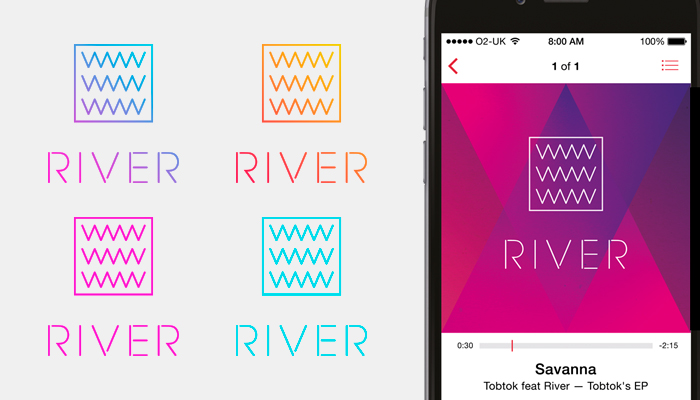 RIVER
RIVER
RIVER
RIVER
O2-UK 8:00 AM 100%
1 of 1
RIVER
0:30 -2:15
Savanna
Tobtok feat River — Tobtok's EP